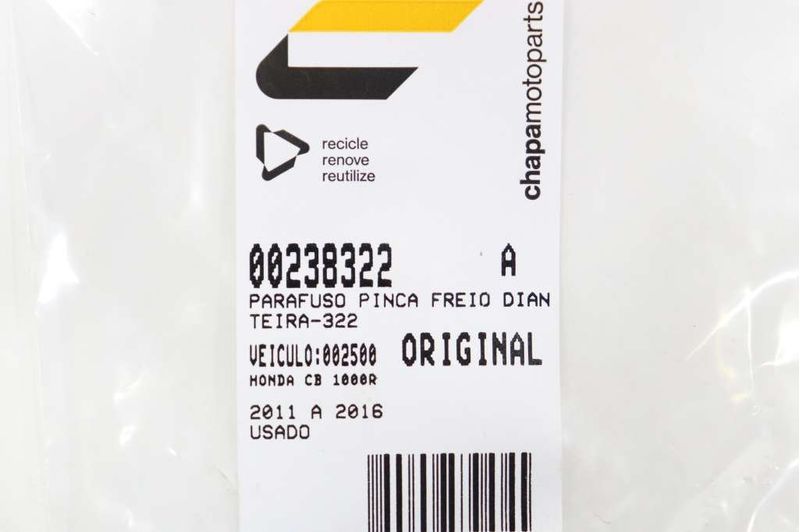 chapamotoparts
recicle
renove
reutilize
00238322 A
PARAFUSO PINCA FREIO DIAN
TEIRA-322
VEICULO:002500 ORIGINAL
HONDA CB 1000R
2011 A 2016
USADO